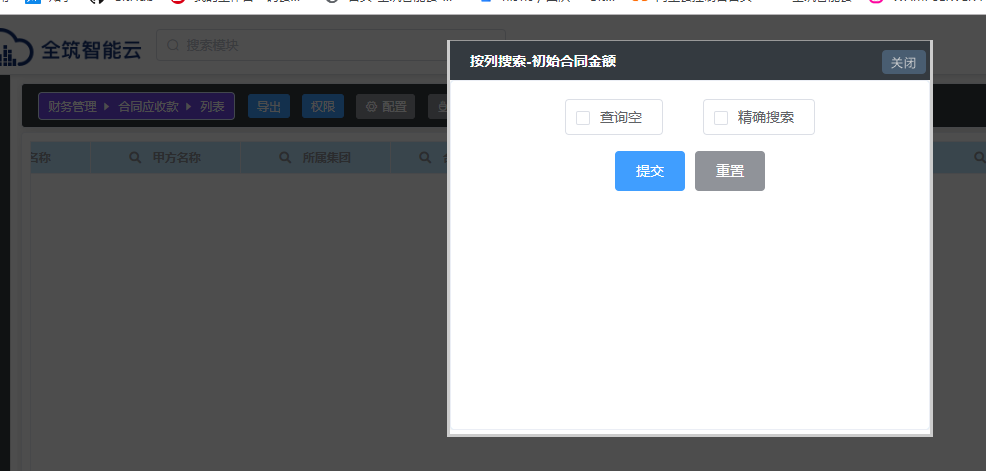 GitHub
全筑智能云
搜索模块
按列搜索-初始合同金额
关闭
财务管理 合同应收款 列表
导出
权限
配置
查询空
精确搜索
名称
甲方名称
所属集团
提交
重置